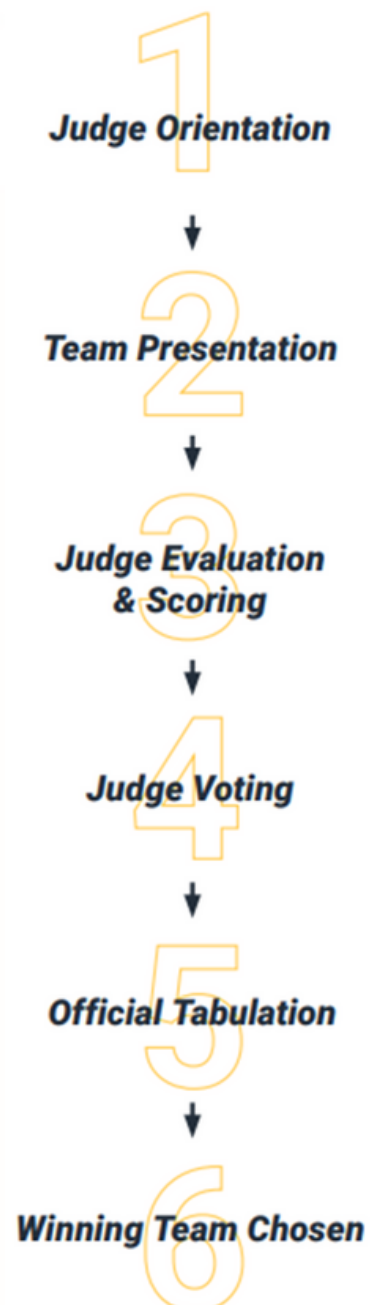 1
Judge Orientation
2
Team Presentation
3
Judge Evaluation
& Scoring
4
Judge Voting
5
Official Tabulation
6
Winning Team Chosen